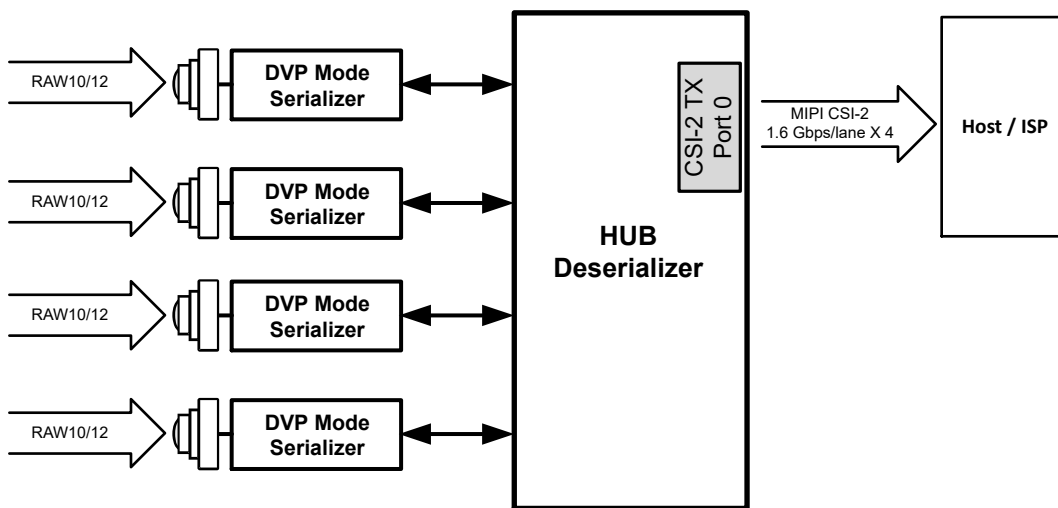 RAW10/12
DVP Mode
Serializer
RAW10/12
DVP Mode
Serializer
RAW10/12
DVP Mode
Serializer
RAW10/12
DVP Mode
Serializer
HUB
Deserializer
CSI-2 TX
Port 0
MIPI CSI-2
1.6 Gbps/lane X 4
Host / ISP